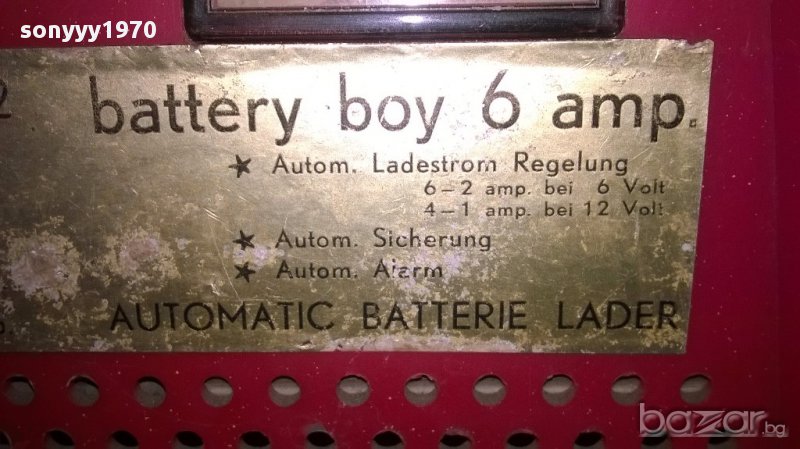 sonyyy1970
2
battery boy 6 amp.
★ Autom. Ladestrom Regelung
6-2 amp. bei 6 Volt
4-1 amp. bei 12 Volt
★ Autom. Sicherung
★ Autom. Alarm
AUTOMATIC BATTERIE LADER
bazar.bg